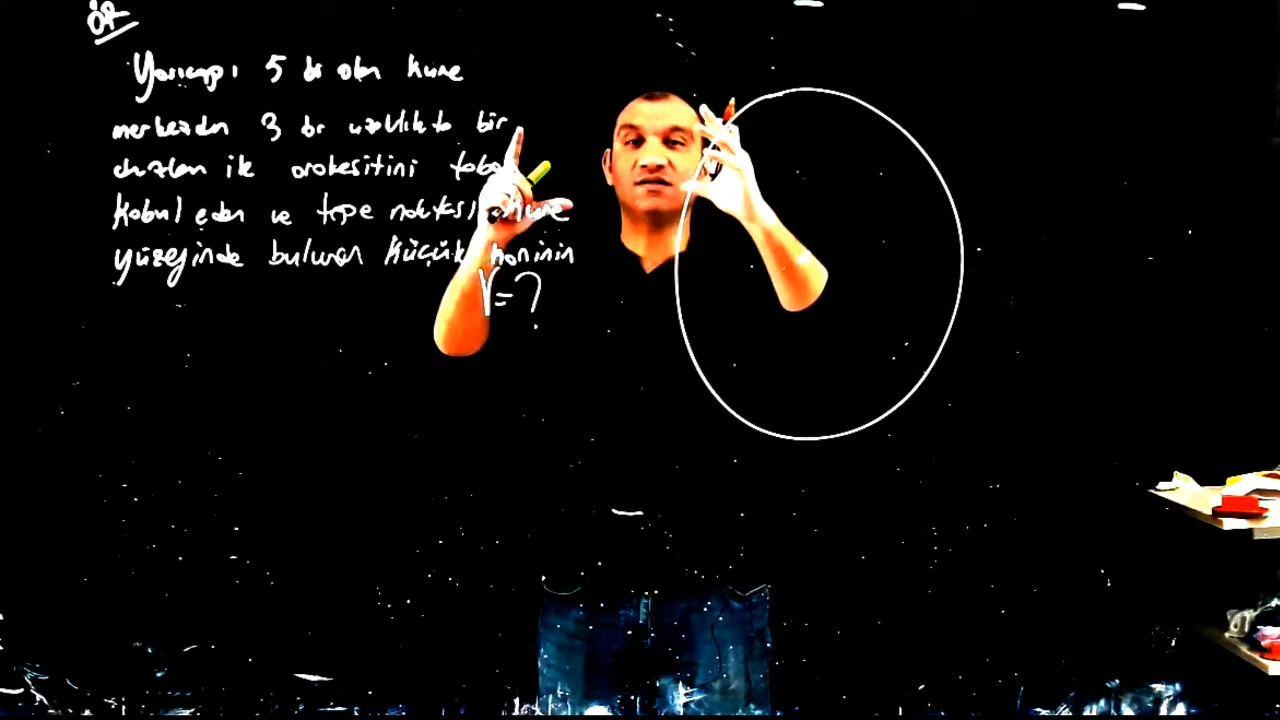 ÖR
Yarıçapı 5 br olan küre
merkezden 3 br uzaklıkta bir
düzlem ile arakesitini
kabul eden ve tepe noktası küre
yüzeyinde bulunan küçük koninin
V=?